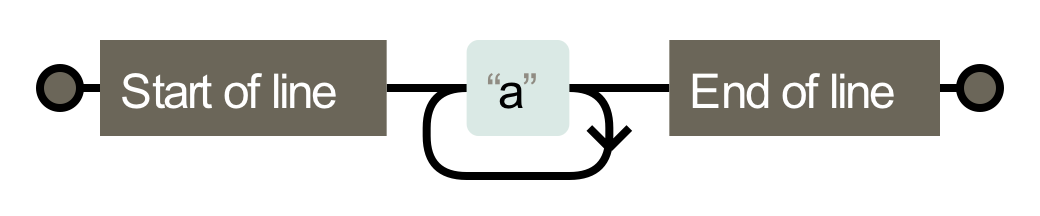 Start of line
“a”
End of line